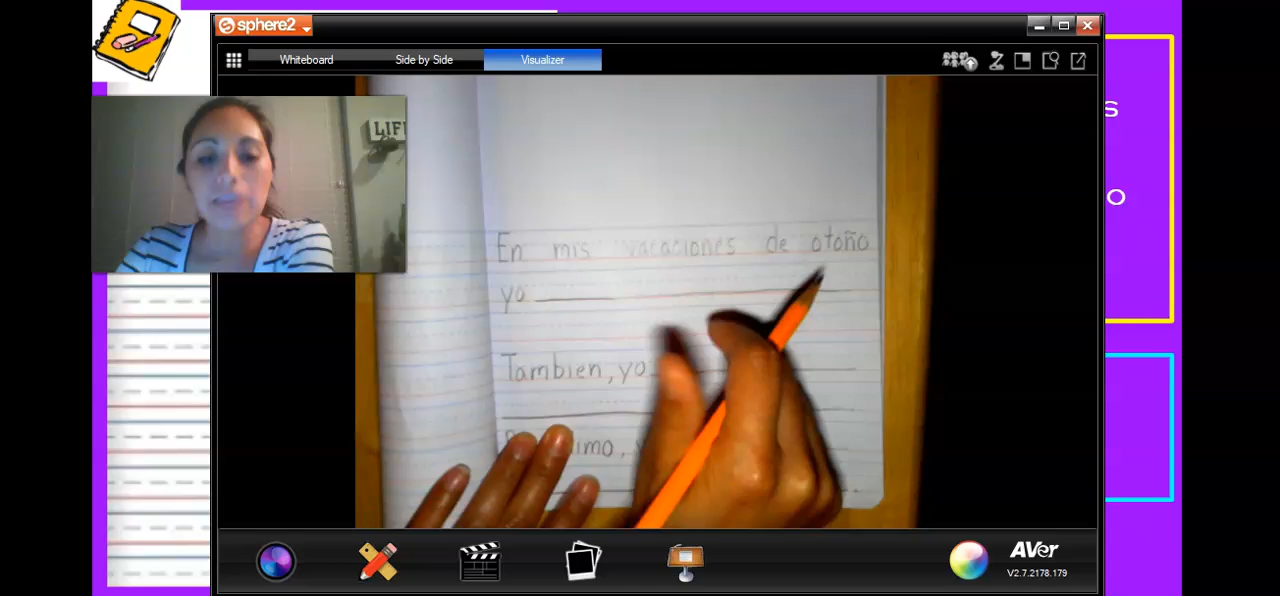 sphere2
Whiteboard Side by Side Visualizer
LIFE
S
O
En mis vacaciones de otoño
yo
Tambien, yo
AVer
V2.7.2178.179